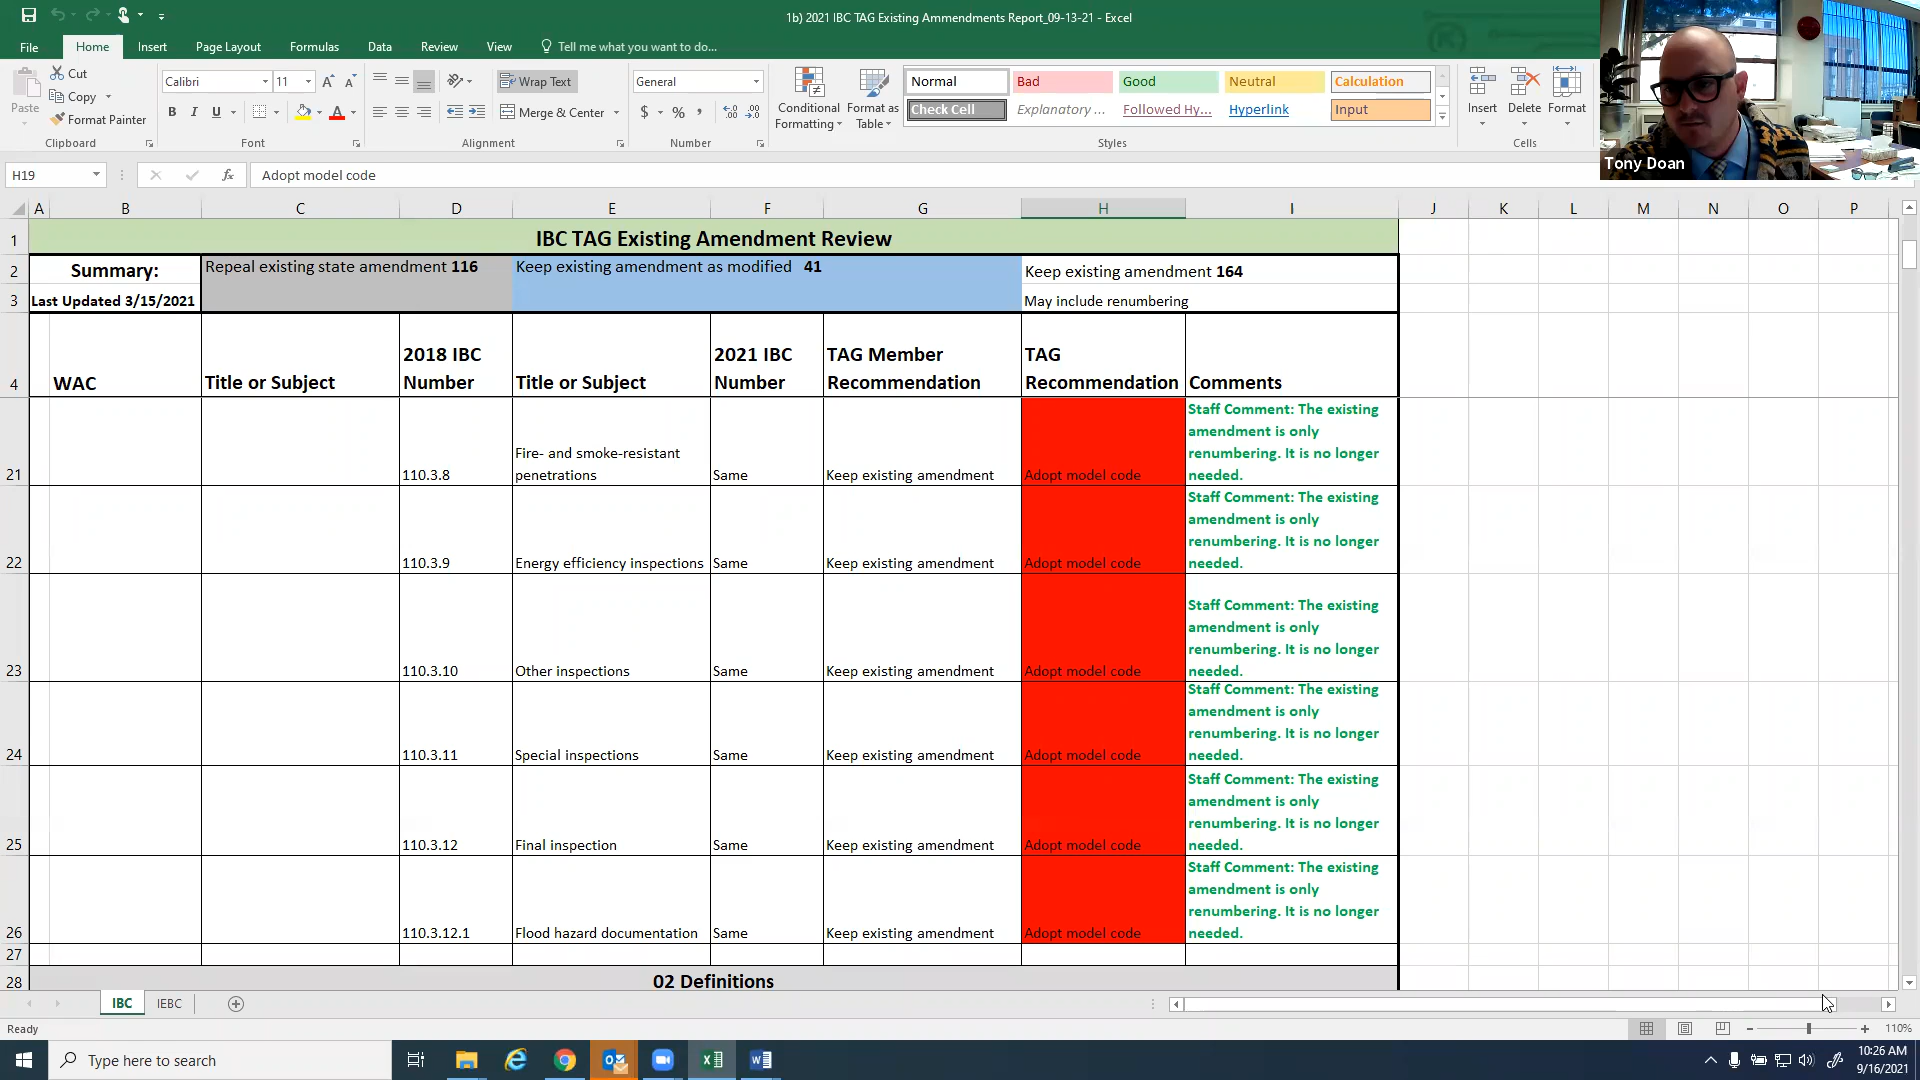 1b) 2021 IBC TAG Existing Ammendments Report_09-13-21 - Excel
File Home Insert Page Layout Formulas Data Review View Tell me what you want to do...
Paste
Cut
Copy
Format Painter
Clipboard
Calibri 11
B I U
Font
Wrap Text
Merge & Center
Alignment
General
$ % ,
Number
Conditional Formatting
Format as Table
Normal Bad Good Neutral Calculation
Check Cell Explanatory ... Followed Hy... Hyperlink Input
Styles
Insert Delete Format
Cells
Tony Doan
H19 fx Adopt model code
A B C D E F G H I J K L M N O P
1 IBC TAG Existing Amendment Review
2 Summary: Repeal existing state amendment 116 Keep existing amendment as modified 41 Keep existing amendment 164
3 Last Updated 3/15/2021 May include renumbering
4 WAC Title or Subject 2018 IBC Number Title or Subject 2021 IBC Number TAG Member Recommendation TAG Recommendation Comments
21 110.3.8 Fire- and smoke-resistant penetrations Same Keep existing amendment Adopt model code Staff Comment: The existing amendment is only renumbering. It is no longer needed.
22 110.3.9 Energy efficiency inspections Same Keep existing amendment Adopt model code Staff Comment: The existing amendment is only renumbering. It is no longer needed.
23 110.3.10 Other inspections Same Keep existing amendment Adopt model code Staff Comment: The existing amendment is only renumbering. It is no longer needed.
24 110.3.11 Special inspections Same Keep existing amendment Adopt model code Staff Comment: The existing amendment is only renumbering. It is no longer needed.
25 110.3.12 Final inspection Same Keep existing amendment Adopt model code Staff Comment: The existing amendment is only renumbering. It is no longer needed.
26 110.3.12.1 Flood hazard documentation Same Keep existing amendment Adopt model code Staff Comment: The existing amendment is only renumbering. It is no longer needed.
27
28 02 Definitions
IBC IEBC
Ready 110%
Type here to search
10:26 AM
9/16/2021